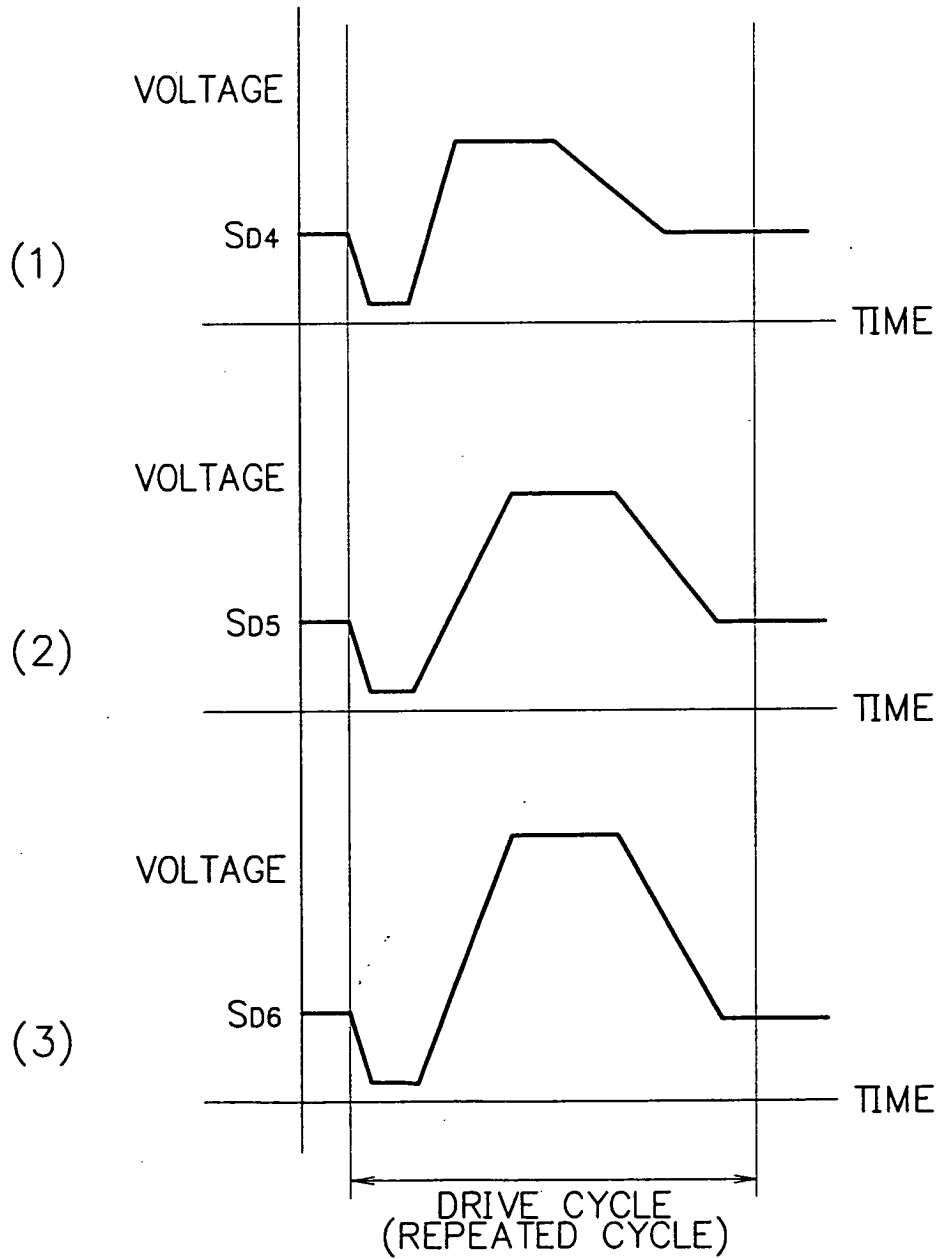 VOLTAGE
SD4
(1)
TIME
VOLTAGE
SD5
(2)
TIME
VOLTAGE
SD6
(3)
TIME
DRIVE CYCLE
(REPEATED CYCLE)